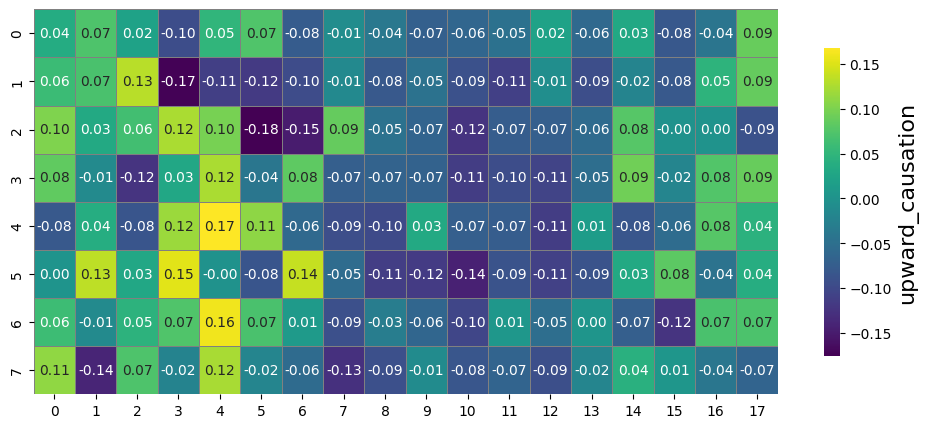 0 0.04 0.07 0.02 -0.10 0.05 0.07 -0.08 -0.01 -0.04 -0.07 -0.06 -0.05 0.02 -0.06 0.03 -0.08 -0.04 0.09
1 0.06 0.07 0.13 -0.17 -0.11 -0.12 -0.10 -0.01 -0.08 -0.05 -0.09 -0.11 -0.01 -0.09 -0.02 -0.08 0.05 0.09
2 0.10 0.03 0.06 0.12 0.10 -0.18 -0.15 0.09 -0.05 -0.07 -0.12 -0.07 -0.07 -0.06 0.08 -0.00 0.00 -0.09
3 0.08 -0.01 -0.12 0.03 0.12 -0.04 0.08 -0.07 -0.07 -0.07 -0.11 -0.10 -0.11 -0.05 0.09 -0.02 0.08 0.09
4 -0.08 0.04 -0.08 0.12 0.17 0.11 -0.06 -0.09 -0.10 0.03 -0.07 -0.07 -0.11 0.01 -0.08 -0.06 0.08 0.04
5 0.00 0.13 0.03 0.15 -0.00 -0.08 0.14 -0.05 -0.11 -0.12 -0.14 -0.09 -0.11 -0.09 0.03 0.08 -0.04 0.04
6 0.06 -0.01 0.05 0.07 0.16 0.07 0.01 -0.09 -0.03 -0.06 -0.10 0.01 -0.05 0.00 -0.07 -0.12 0.07 0.07
7 0.11 -0.14 0.07 -0.02 0.12 -0.02 -0.06 -0.13 -0.09 -0.01 -0.08 -0.07 -0.09 -0.02 0.04 0.01 -0.04 -0.07
0 1 2 3 4 5 6 7 8 9 10 11 12 13 14 15 16 17
0.15
0.10
0.05
0.00
−0.05
−0.10
−0.15
upward_causation